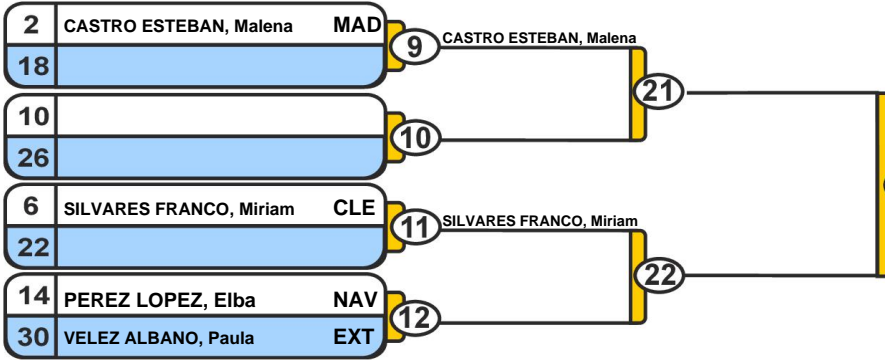 2 CASTRO ESTEBAN, Malena MAD
18
9
CASTRO ESTEBAN, Malena
21
10
26
10
6 SILVARES FRANCO, Miriam CLE
22
11
SILVARES FRANCO, Miriam
22
14 PEREZ LOPEZ, Elba NAV
30 VELEZ ALBANO, Paula EXT
12